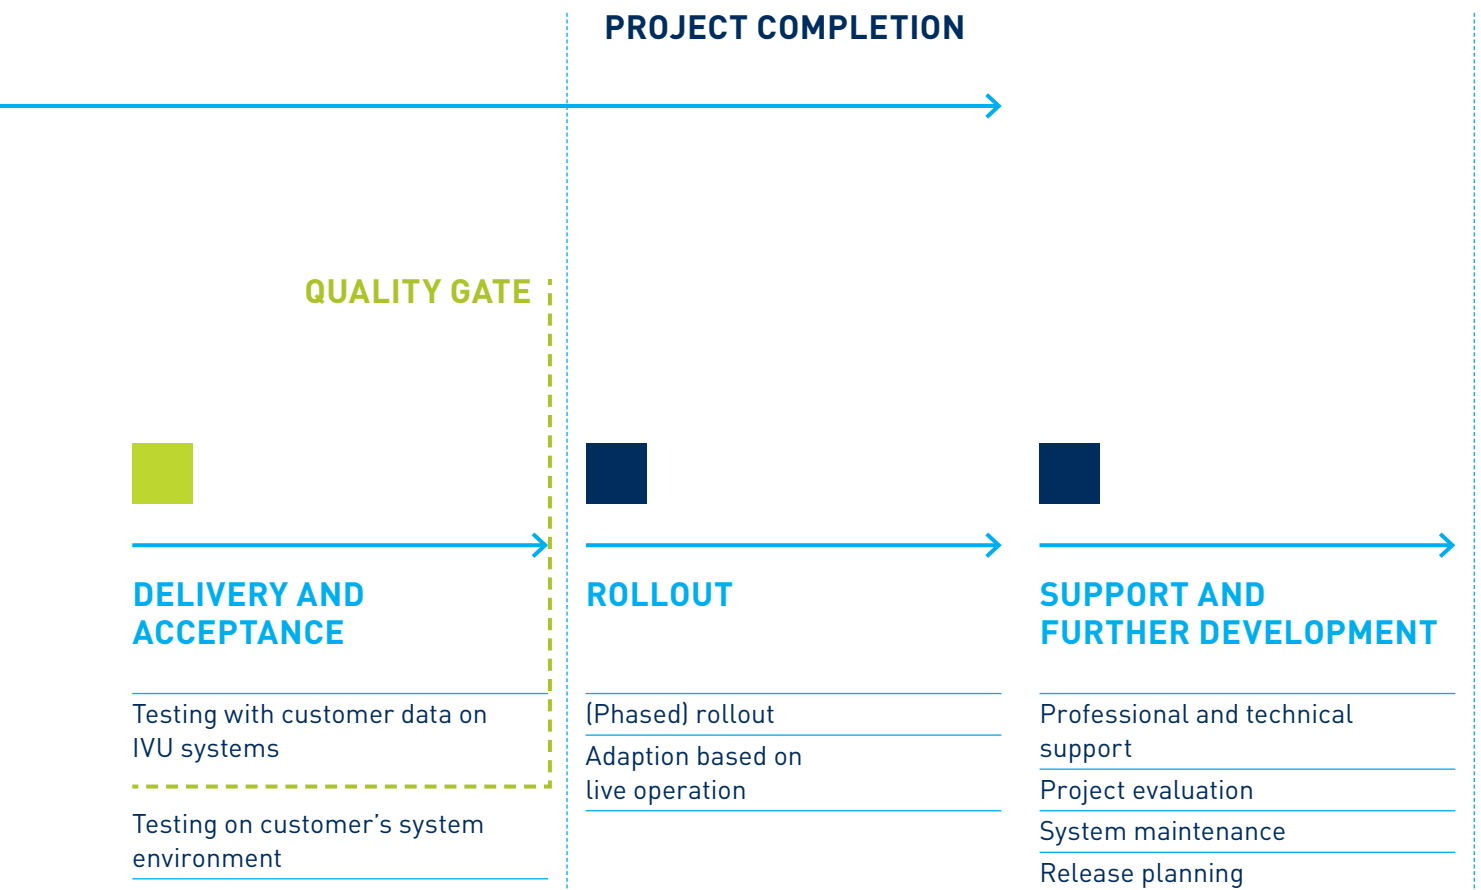 PROJECT COMPLETION
QUALITY GATE
DELIVERY AND
ACCEPTANCE
Testing with customer data on
IVU systems
Testing on customer's system
environment
ROLLOUT
(Phased) rollout
Adaption based on
live operation
SUPPORT AND
FURTHER DEVELOPMENT
Professional and technical
support
Project evaluation
System maintenance
Release planning